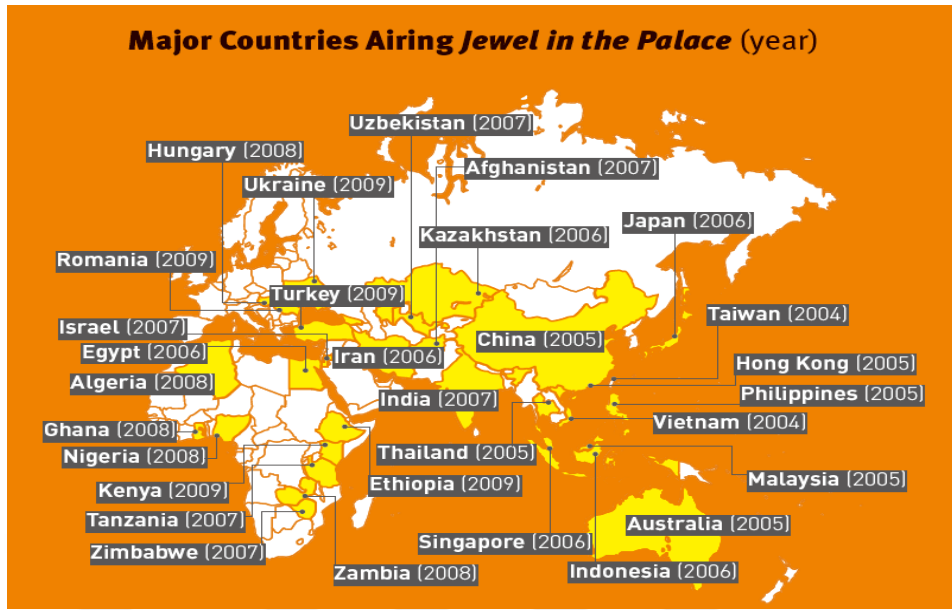 Major Countries Airing Jewel in the Palace (year)
Uzbekistan (2007)
Hungary (2008)
Afghanistan (2007)
Ukraine (2009)
Japan (2006)
Kazakhstan (2006)
Romania (2009)
Turkey (2009)
Taiwan (2004)
Israel (2007)
China (2005)
Egypt (2006)
Iran (2006)
Hong Kong (2005)
Algeria (2008)
Philippines (2005)
India (2007)
Vietnam (2004)
Ghana (2008)
Thailand (2005)
Nigeria (2008)
Malaysia (2005)
Ethiopia (2009)
Kenya (2009)
Tanzania (2007)
Australia (2005)
Singapore (2006)
Zimbabwe (2007)
Zambia (2008)
Indonesia (2006)